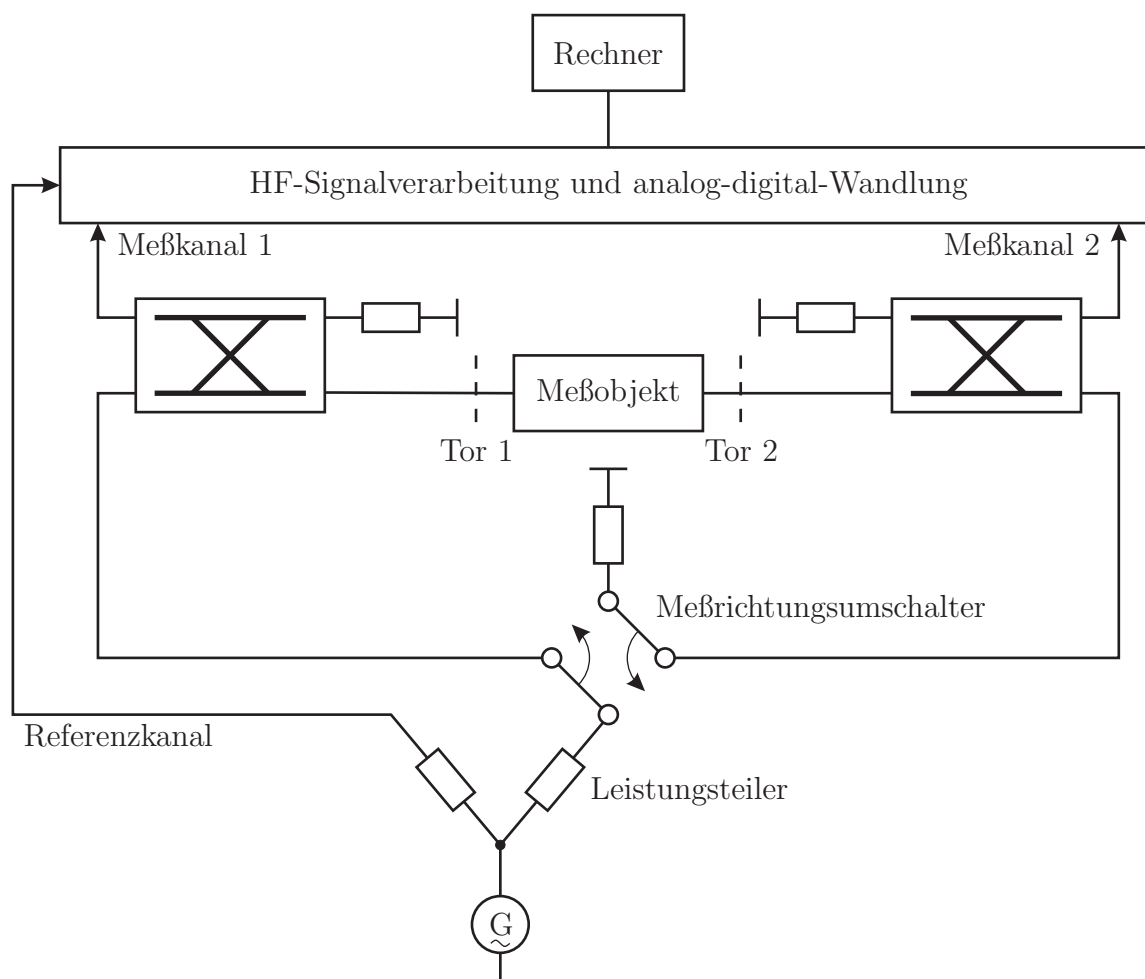 Rechner
HF-Signalverarbeitung und analog-digital-Wandlung
Meßkanal 1
Meßkanal 2
Meßobjekt
Tor 1
Tor 2
Meßrichtungsumschalter
Referenzkanal
Leistungsteiler
G
~